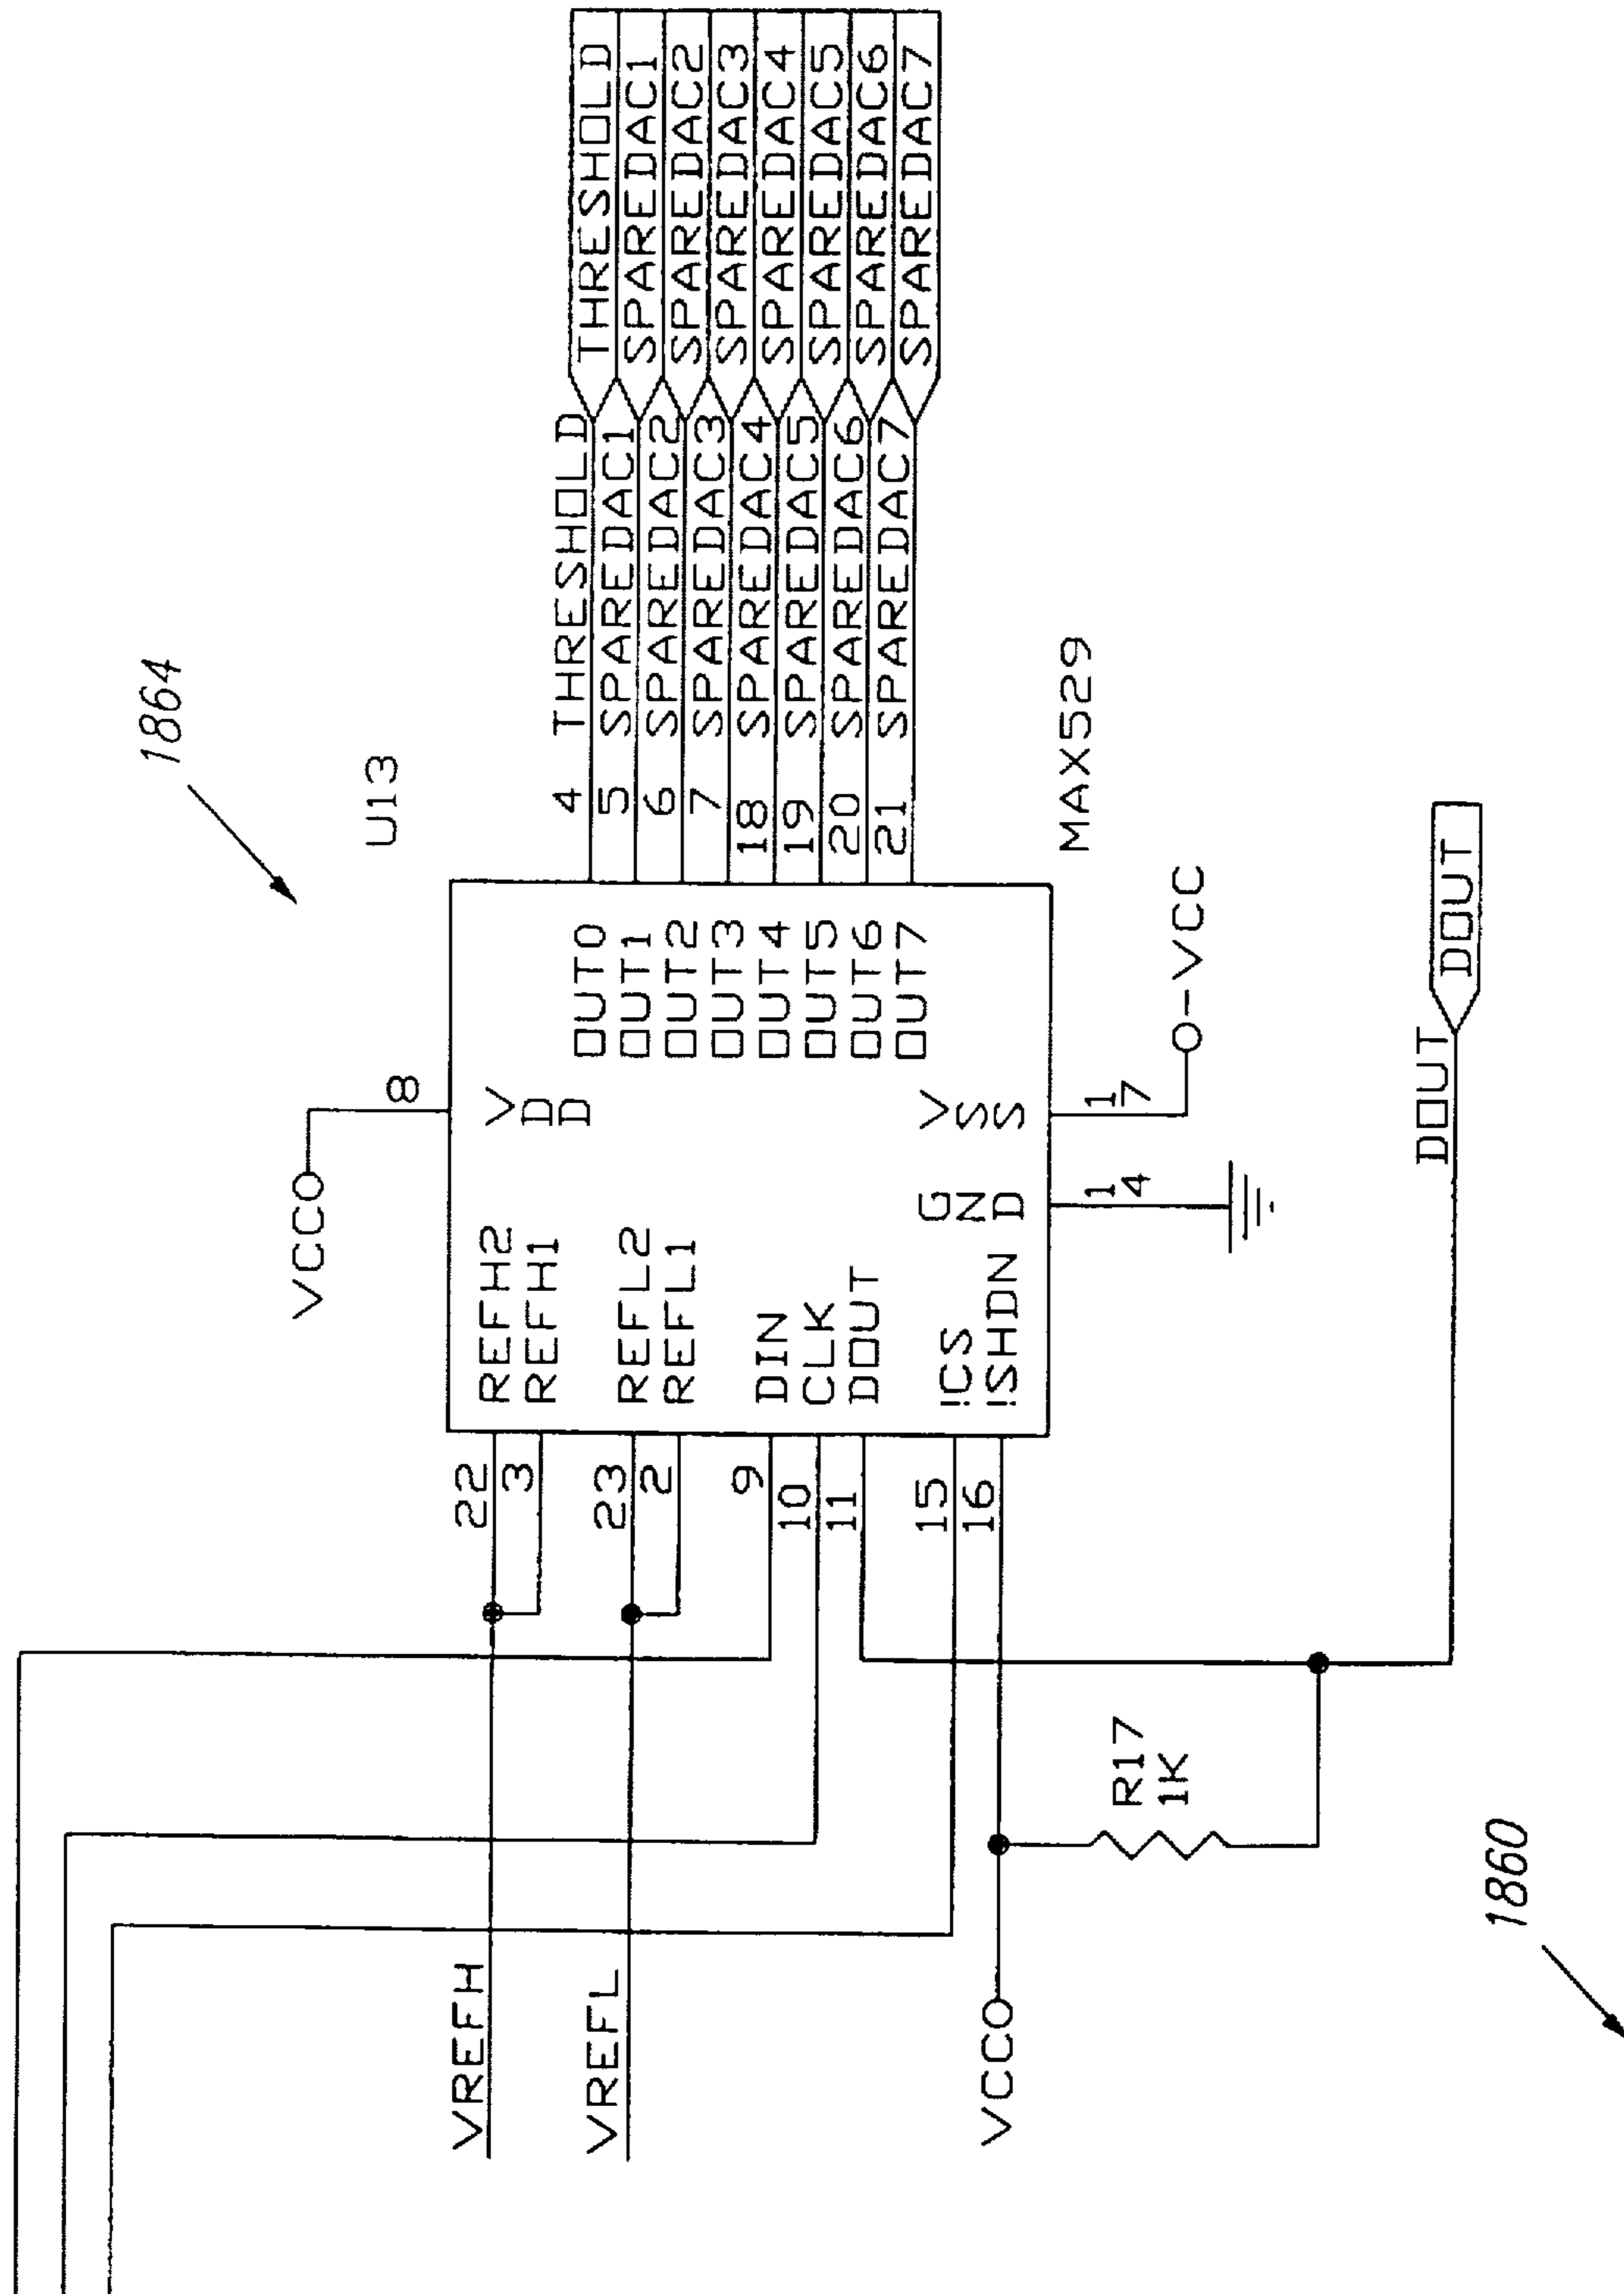 1864
U13
VCC
8
VREFH
22
REFH2
VDD
3
REFH1
OUT0
4
THRESHOLD
THRESHOLD
OUT1
5
SPAREDAC1
SPAREDAC1
VREFL
23
REFL2
OUT2
6
SPAREDAC2
SPAREDAC2
2
REFL1
OUT3
7
SPAREDAC3
SPAREDAC3
9
DIN
OUT4
18
SPAREDAC4
SPAREDAC4
10
CLK
OUT5
19
SPAREDAC5
SPAREDAC5
11
DOUT
OUT6
20
SPAREDAC6
SPAREDAC6
OUT7
21
SPAREDAC7
SPAREDAC7
15
!CS
GND
VSS
VCC
16
!SHDN
MAX529
14
17
-VCC
R17
1K
DOUT
DOUT
1860